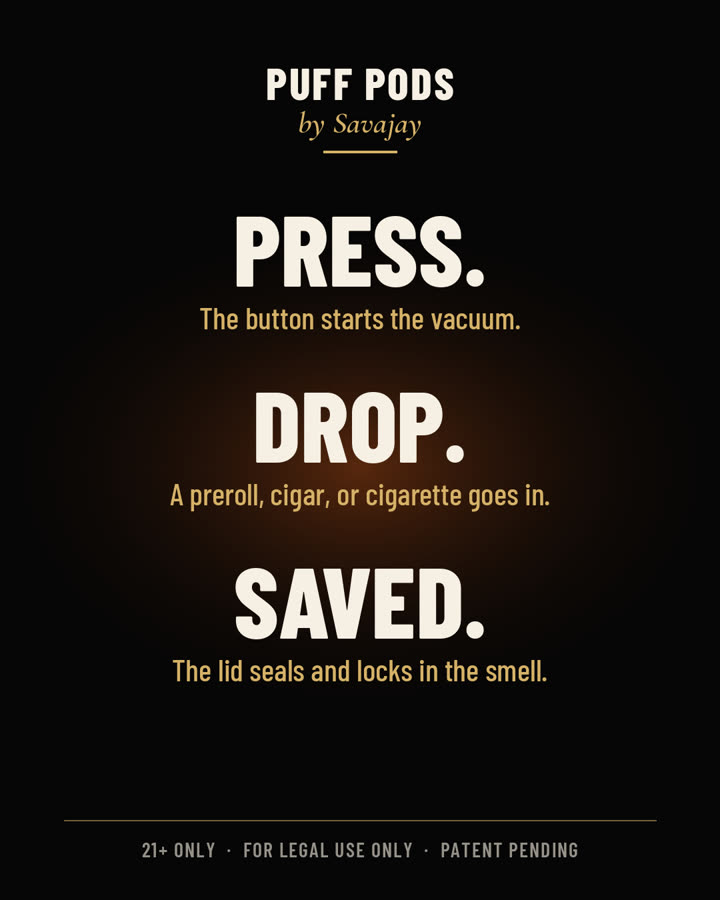 PUFF PODS
by Savajay
PRESS.
The button starts the vacuum.
DROP.
A preroll, cigar, or cigarette goes in.
SAVED.
The lid seals and locks in the smell.
21+ ONLY · FOR LEGAL USE ONLY · PATENT PENDING